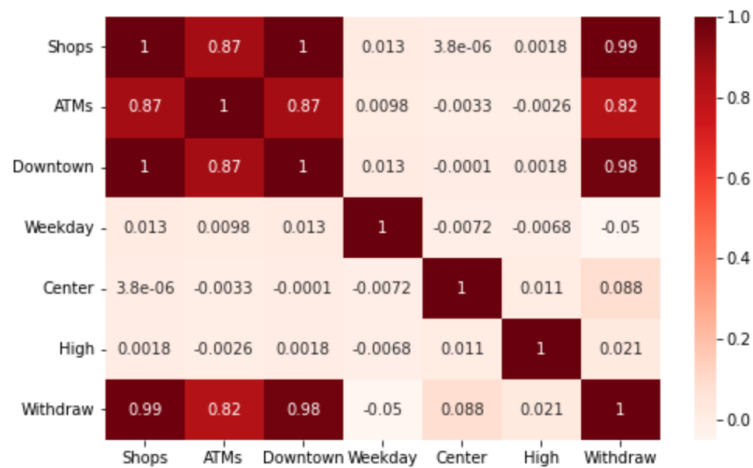 1.0
Shops 1 0.87 1 0.013 3.8e-06 0.0018 0.99
ATMs 0.87 1 0.87 0.0098 -0.0033 -0.0026 0.82
0.8
Downtown 1 0.87 1 0.013 -0.0001 0.0018 0.98
0.6
Weekday 0.013 0.0098 0.013 1 -0.0072 -0.0068 -0.05
0.4
Center 3.8e-06 -0.0033 -0.0001 -0.0072 1 0.011 0.088
0.2
High 0.0018 -0.0026 0.0018 -0.0068 0.011 1 0.021
Withdraw 0.99 0.82 0.98 -0.05 0.088 0.021 1
0.0
Shops ATMs Downtown Weekday Center High Withdraw